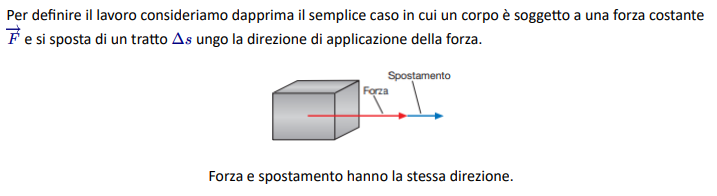 Per definire il lavoro consideriamo dapprima il semplice caso in cui un corpo è soggetto a una forza costante
F e si sposta di un tratto Δs ungo la direzione di applicazione della forza.
Spostamento
Forza
Forza e spostamento hanno la stessa direzione.